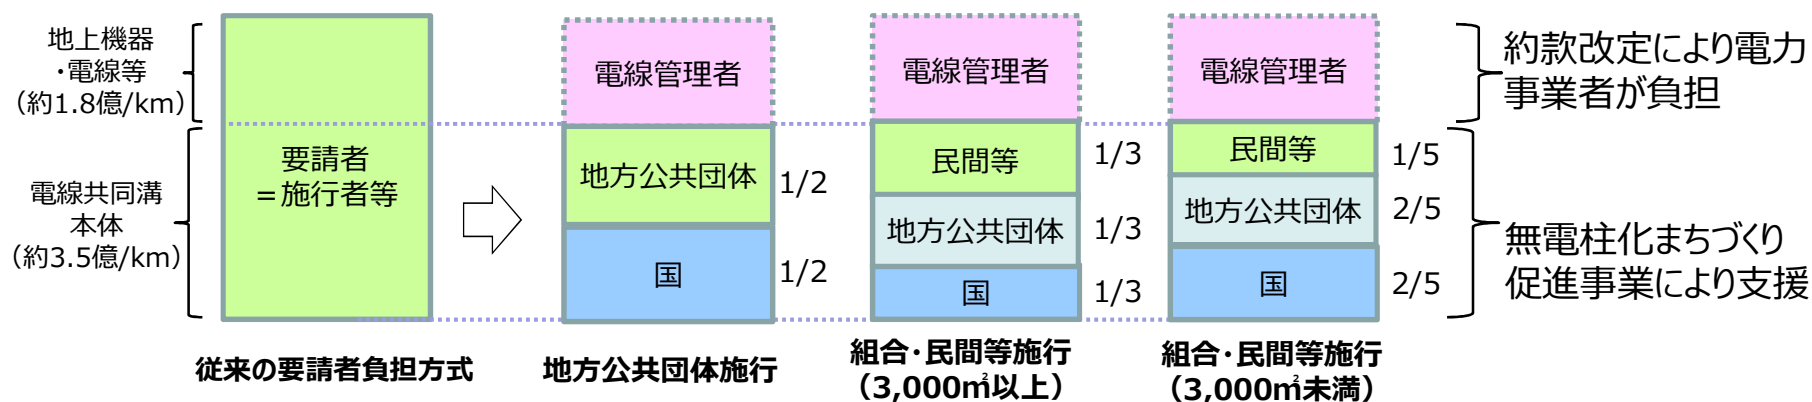 地上機器
・電線等
（約1.8億/km）
電線共同溝
本体
（約3.5億/km）
要請者
＝施行者等
従来の要請者負担方式
電線管理者
地方公共団体
1/2
国
1/2
地方公共団体施行
電線管理者
民間等
1/3
地方公共団体
1/3
国
1/3
組合・民間等施行
（3,000㎡以上）
電線管理者
民間等
1/5
地方公共団体
2/5
国
2/5
組合・民間等施行
（3,000㎡未満）
約款改定により電力
事業者が負担
無電柱化まちづくり
促進事業により支援